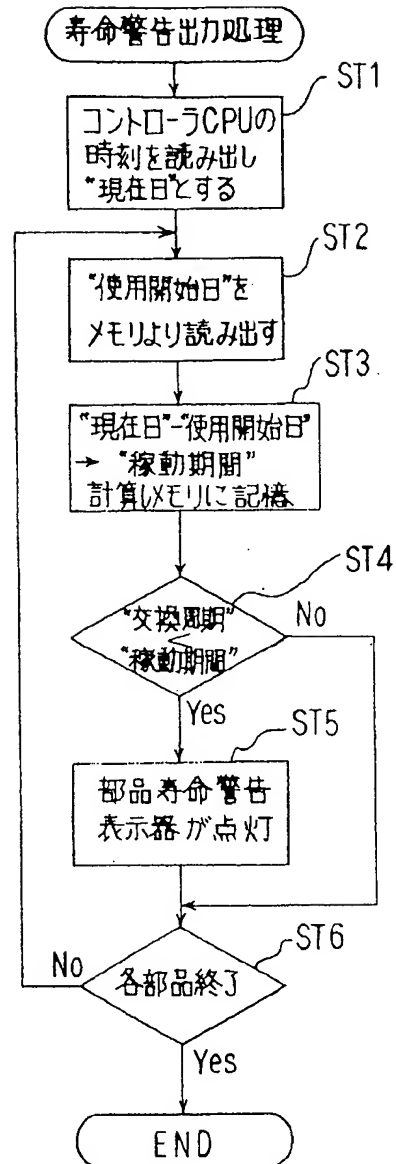 寿命警告出力処理
ST1
コントローラCPUの
時刻を読み出し
"現在日"とする
ST2
"使用開始日"を
メモリより読み出す
ST3
"現在日"-"使用開始日"
→ "稼動期間"
計算しメモリに記憶
ST4
"交換周期"
<
"稼動期間"
No
Yes
ST5
部品寿命警告
表示器が点灯
ST6
No
各部品終了
Yes
END